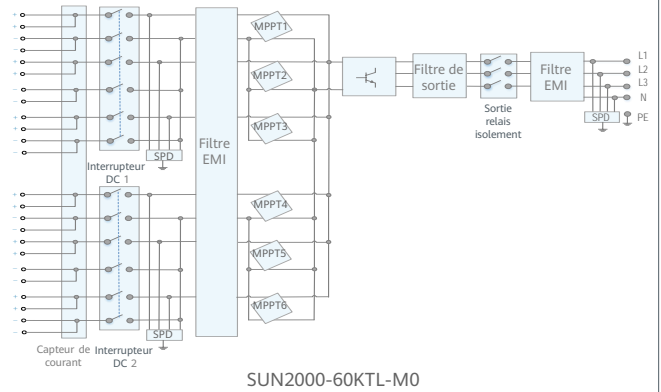 MPPT1
L1
L2
L3
N
MPPT2
Filtre de
sortie
Filtre
EMI
Sortie
relais
isolement
SPD
PE
MPPT3
Filtre
EMI
SPD
Interrupteur
DC 1
MPPT4
MPPT5
MPPT6
SPD
Capteur de
courant
Interrupteur
DC 2
SUN2000-60KTL-M0